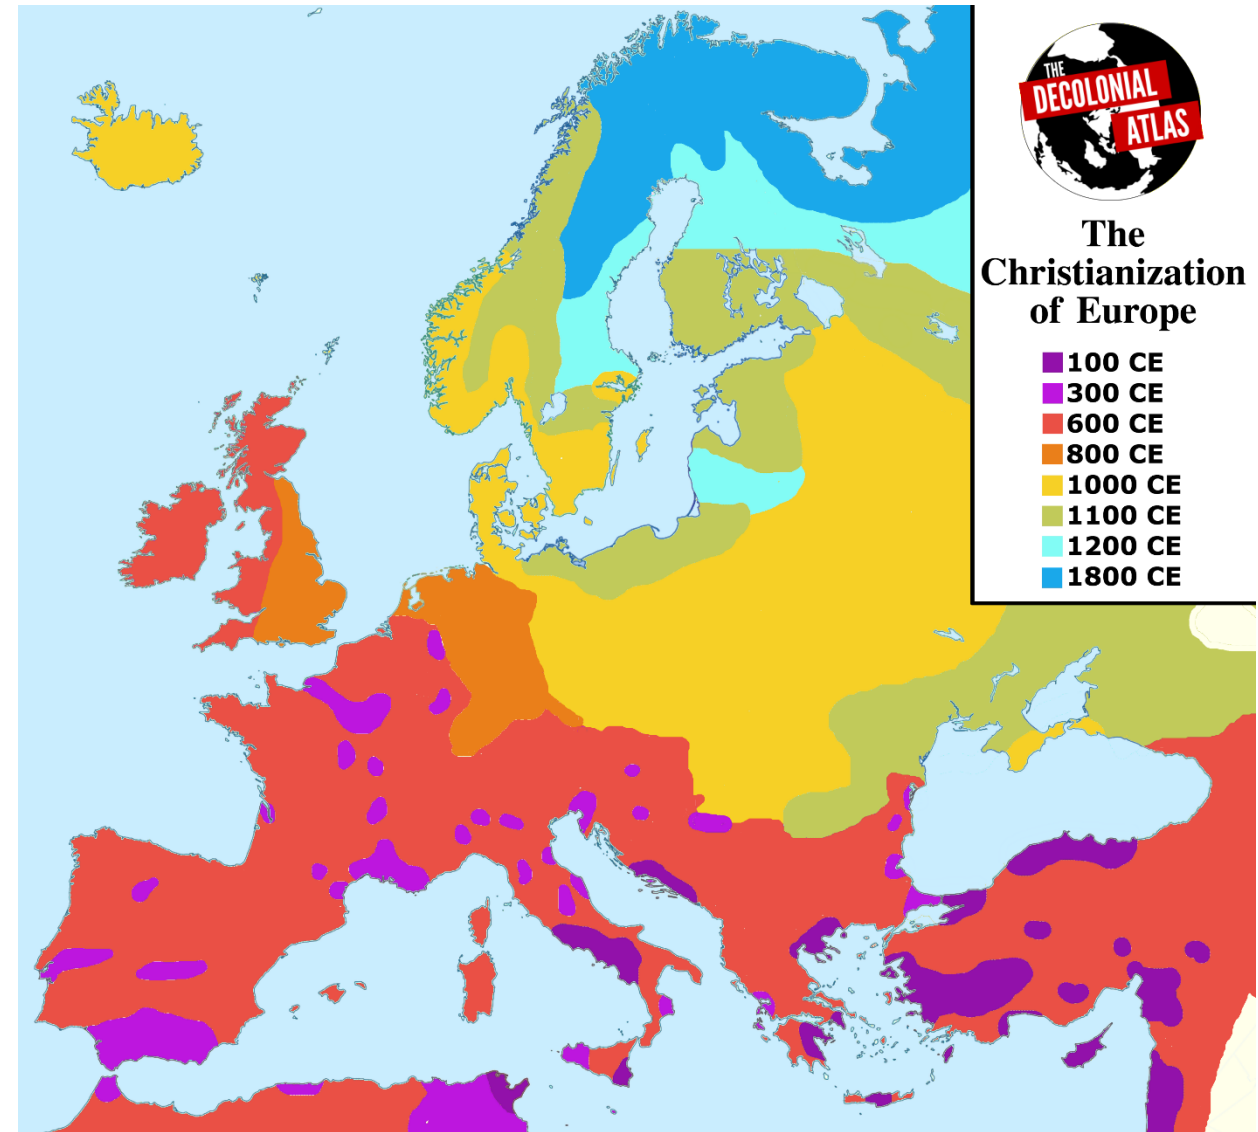 THE
DECOLONIAL
ATLAS
The
Christianization
of Europe
100 CE
300 CE
600 CE
800 CE
1000 CE
1100 CE
1200 CE
1800 CE